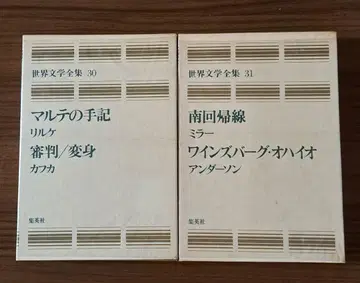 世界文学全集 30
マルテの手記
リルケ
審判/変身
カフカ
集英社
世界文学全集 31
南回帰線
ミラー
ワインズバーグ・オハイオ
アンダーソン
集英社